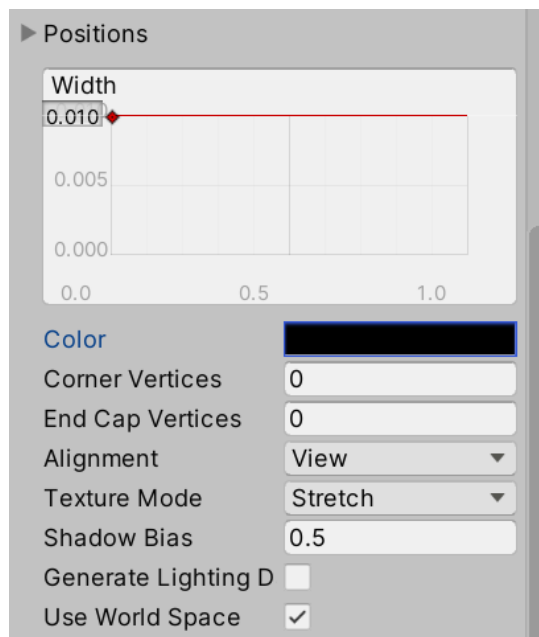 Positions
Width
0.010
0.005
0.000
0.0 0.5 1.0
Color
Corner Vertices 0
End Cap Vertices 0
Alignment View
Texture Mode Stretch
Shadow Bias 0.5
Generate Lighting D
Use World Space